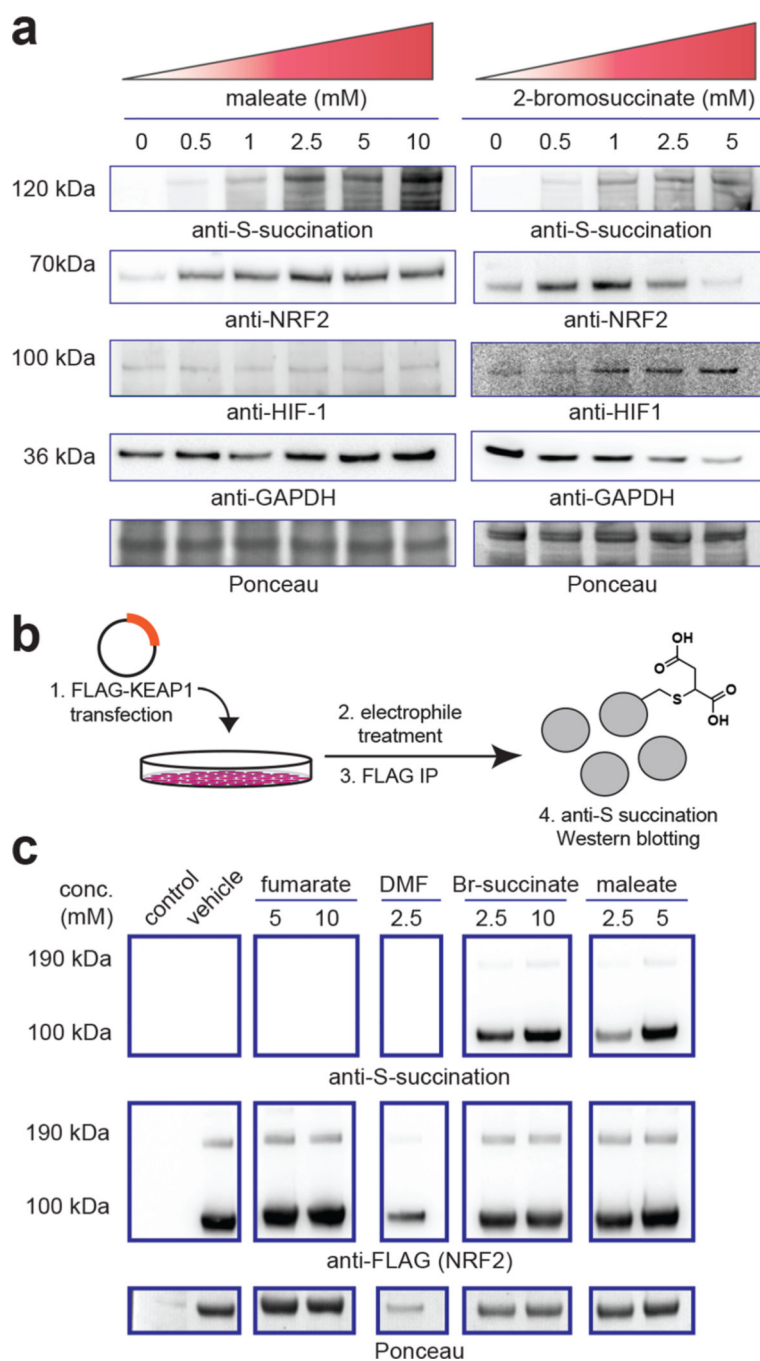 a
maleate (mM)
2-bromosuccinate (mM)
0 0.5 1 2.5 5 10
0 0.5 1 2.5 5
120 kDa
anti-S-succination
anti-S-succination
70kDa
anti-NRF2
anti-NRF2
100 kDa
anti-HIF-1
anti-HIF1
36 kDa
anti-GAPDH
anti-GAPDH
Ponceau
Ponceau
b
1. FLAG-KEAP1
transfection
2. electrophile
treatment
3. FLAG IP
OH
O
S
O
OH
4. anti-S succination
Western blotting
c
conc.
(mM)
control
vehicle
fumarate
5 10
DMF
2.5
Br-succinate
2.5 10
maleate
2.5 5
190 kDa
100 kDa
anti-S-succination
190 kDa
100 kDa
anti-FLAG (NRF2)
Ponceau